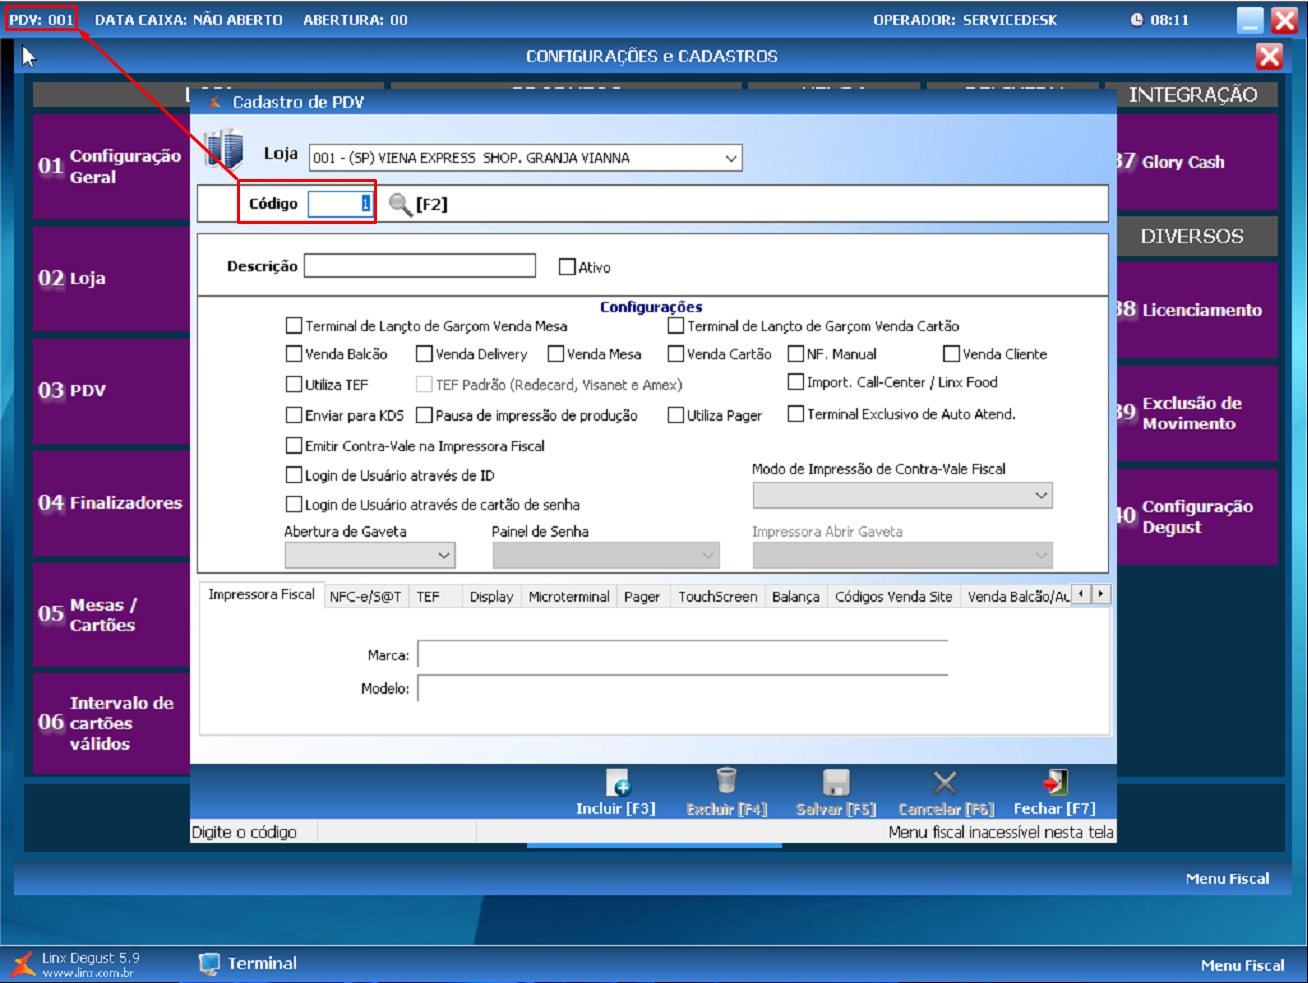 PDV: 001 DATA CAIXA: NÃO ABERTO ABERTURA: 00 OPERADOR: SERVICEDESK 08:11
CONFIGURAÇÕES e CADASTROS
INTEGRAÇÃO
Cadastro de PDV
Loja 001 - (SP) VIENA EXPRESS SHOP. GRANJA VIANNA
Código 1 [F2]
Descrição Ativo
Configurações
Terminal de Lançto de Garçom Venda Mesa Terminal de Lançto de Garçom Venda Cartão
Venda Balcão Venda Delivery Venda Mesa Venda Cartão NF. Manual Venda Cliente
Utiliza TEF TEF Padrão (Redecard, Visanet e Amex) Import. Call-Center / Linx Food
Enviar para KDS Pausa de impressão de produção Utiliza Pager Terminal Exclusivo de Auto Atend.
Emitir Contra-Vale na Impressora Fiscal
Login de Usuário através de ID
Modo de Impressão de Contra-Vale Fiscal
Login de Usuário através de cartão de senha
Abertura de Gaveta Painel de Senha Impressora Abrir Gaveta
Impressora Fiscal NFC-e/S@T TEF Display Microterminal Pager TouchScreen Balança Códigos Venda Site Venda Balcão/Au
Marca:
Modelo:
Incluir [F3] Excluir [F4] Salvar [F5] Cancelar [F6] Fechar [F7]
Digite o código Menu fiscal inacessível nesta tela
01 Configuração
Geral
02 Loja
03 PDV
04 Finalizadores
05 Mesas /
Cartões
06 Intervalo de
cartões
válidos
37 Glory Cash
DIVERSOS
38 Licenciamento
39 Exclusão de
Movimento
40 Configuração
Degust
Menu Fiscal
Linx Degust 5.9
www.linx.com.br
Terminal
Menu Fiscal